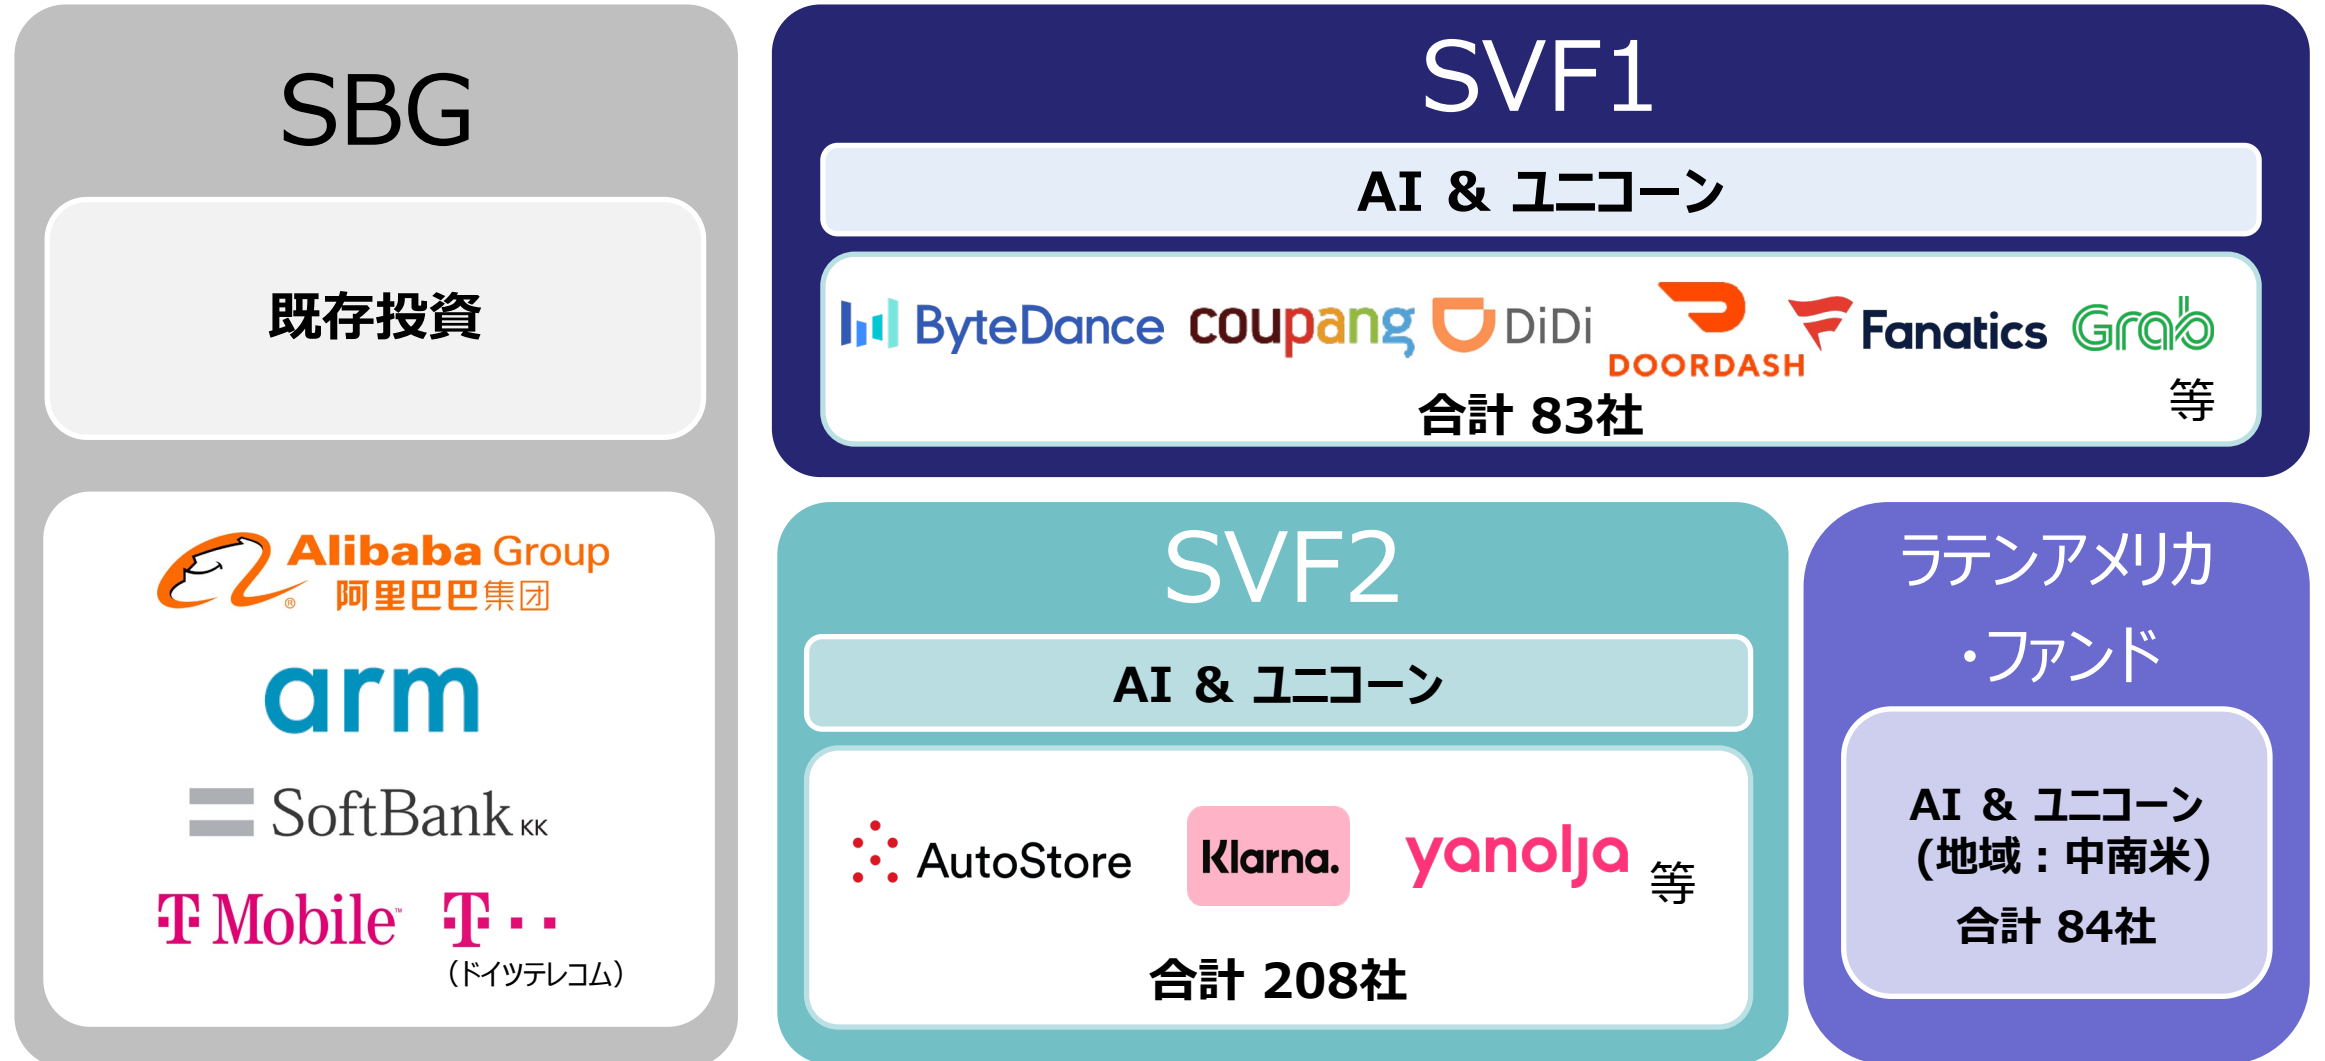 SBG
既存投資
Alibaba Group
阿里巴巴集団
®
arm
SoftBank KK
T Mobile™ T
（ドイツテレコム）
SVF1
AI & ユニコーン
ByteDance coupang DiDi DOORDASH Fanatics Grab
等
合計 83社
SVF2
AI & ユニコーン
AutoStore Klarna. yanolja 等
合計 208社
ラテンアメリカ
・ファンド
AI & ユニコーン
(地域：中南米)
合計 84社